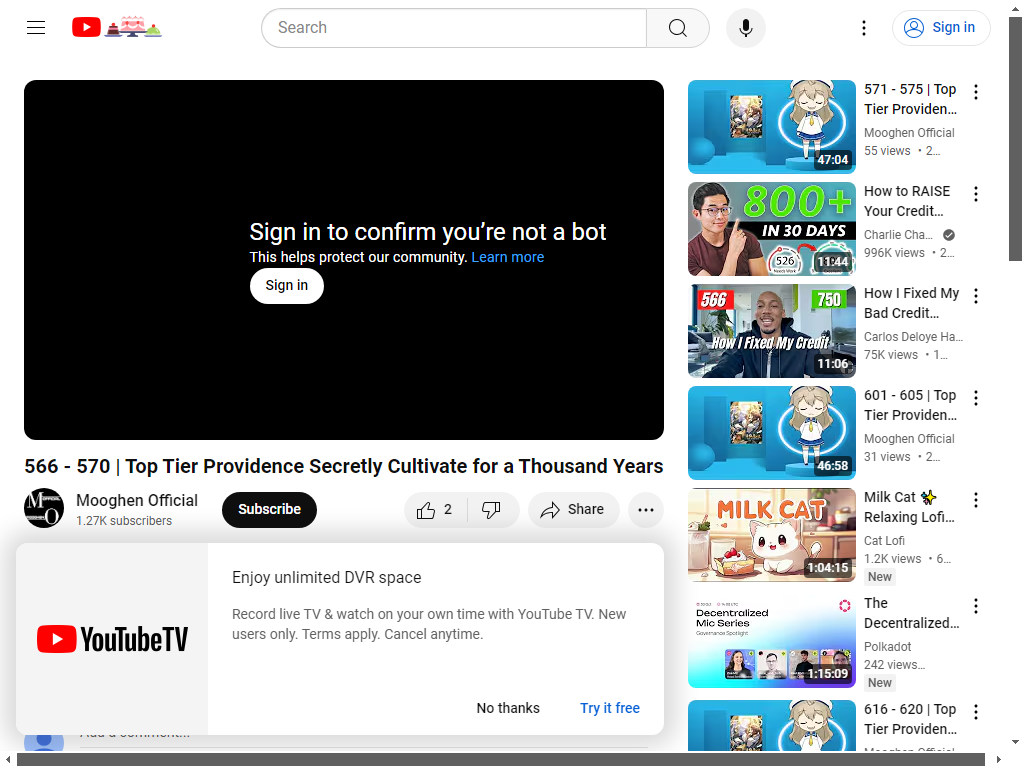 Search
Sign in
Sign in to confirm you’re not a bot
This helps protect our community. Learn more
Sign in
566 - 570 | Top Tier Providence Secretly Cultivate for a Thousand Years
Mooghen Official
1.27K subscribers
Subscribe
2
Share
Enjoy unlimited DVR space
Record live TV & watch on your own time with YouTube TV. New
users only. Terms apply. Cancel anytime.
YouTubeTV
No thanks
Try it free
47:04
571 - 575 | Top
Tier Providen...
Mooghen Official
55 views • 2...
800+
IN 30 DAYS
526
11:44
How to RAISE
Your Credit...
Charlie Cha...
996K views • 2...
566
750
How I Fixed My Credit
11:06
How I Fixed My
Bad Credit...
Carlos Deloye Ha...
75K views • 1...
46:58
601 - 605 | Top
Tier Providen...
Mooghen Official
31 views • 2...
MILK CAT
1:04:15
Milk Cat ✨
Relaxing Lofi...
Cat Lofi
1.2K views • 6...
New
Decentralized
Mic Series
Governance Spotlight
1:15:09
The
Decentralized...
Polkadot
242 views...
New
616 - 620 | Top
Tier Providen...